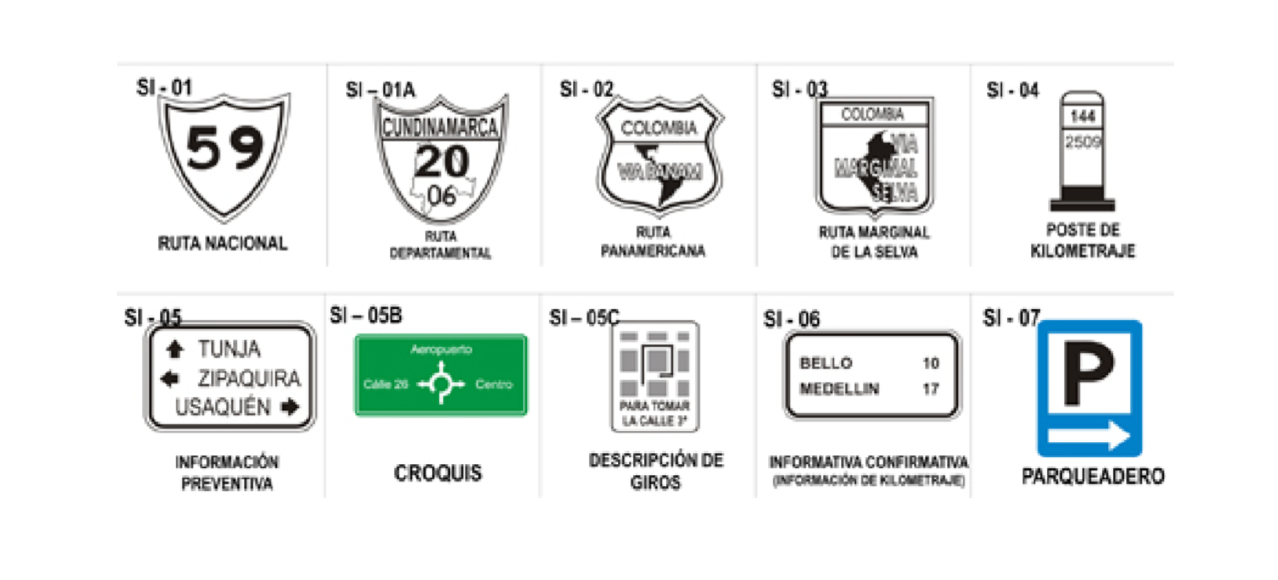 SI - 01
59
RUTA NACIONAL
SI – 01A
CUNDINAMARCA
20
06
RUTA
DEPARTAMENTAL
SI - 02
COLOMBIA
VIA PANAM
RUTA
PANAMERICANA
SI - 03
COLOMBIA
VIA
MARGINAL
SELVA
RUTA MARGINAL
DE LA SELVA
SI - 04
144
2509
POSTE DE
KILOMETRAJE
SI - 05
TUNJA
ZIPAQUIRA
USAQUÉN
INFORMACIÓN
PREVENTIVA
SI – 05B
Aeropuerto
Cálle 26 Centro
CROQUIS
SI – 05C
PARA TOMAR
LA CALLE 3ª
DESCRIPCIÓN DE
GIROS
SI - 06
BELLO 10
MEDELLIN 17
INFORMATIVA CONFIRMATIVA
(INFORMACIÓN DE KILOMETRAJE)
SI - 07
P
PARQUEADERO